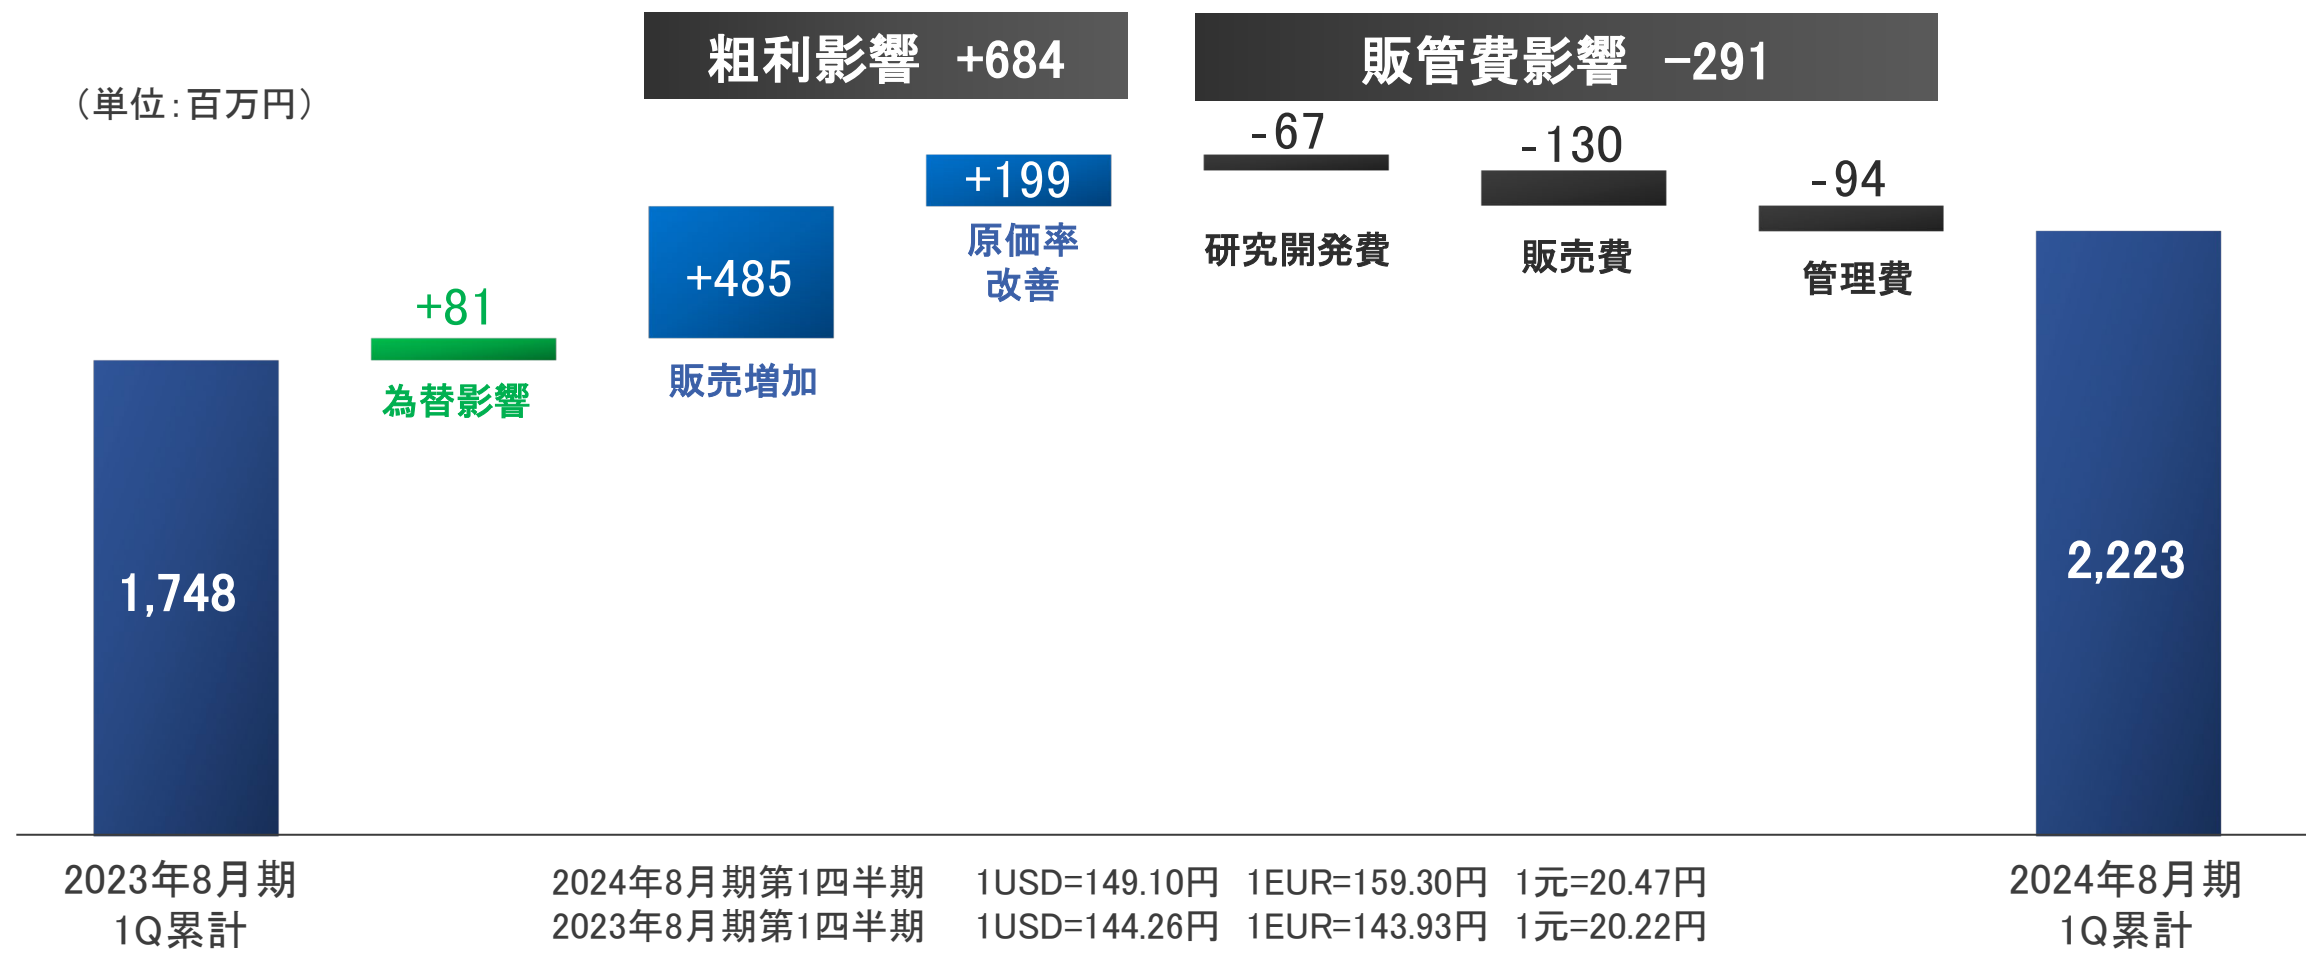 粗利影響 +684
販管費影響 -291
（単位：百万円）
+81
為替影響
+485
販売増加
+199
原価率
改善
-67
研究開発費
-130
販売費
-94
管理費
1,748
2,223
2023年8月期
1Q累計
2024年8月期第1四半期 1USD=149.10円 1EUR=159.30円 1元=20.47円
2023年8月期第1四半期 1USD=144.26円 1EUR=143.93円 1元=20.22円
2024年8月期
1Q累計